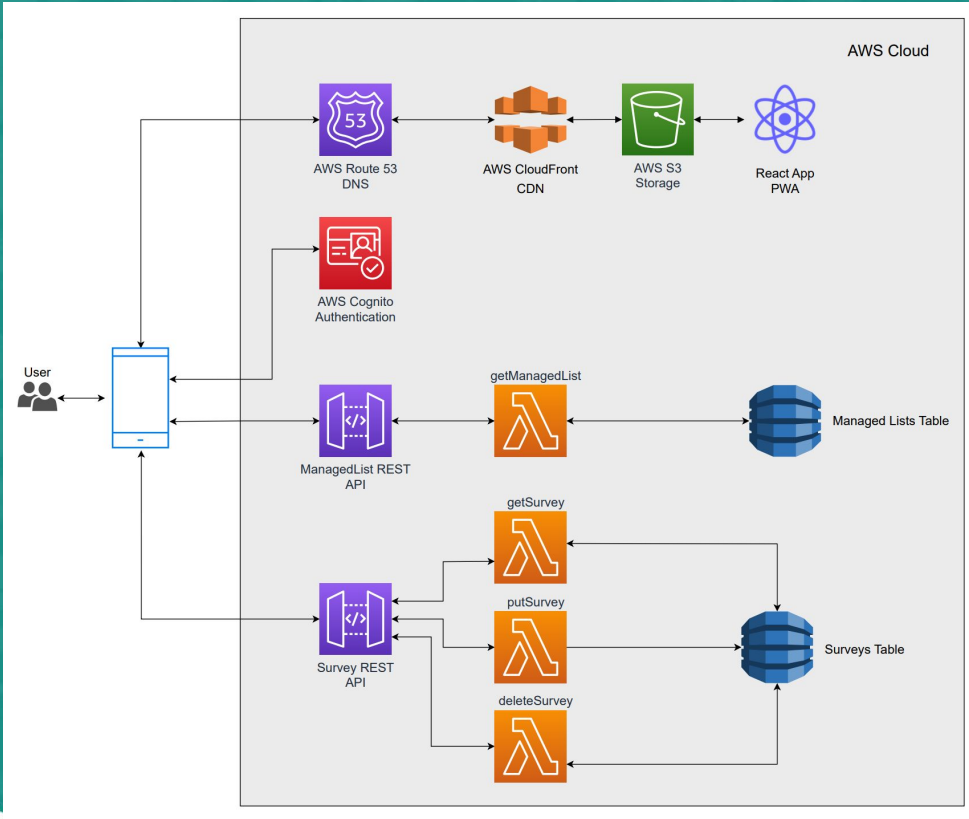 AWS Cloud
53
AWS Route 53
DNS
AWS CloudFront
CDN
AWS S3
Storage
React App
PWA
AWS Cognito
Authentication
User
getManagedList
</>
ManagedList REST
API
Managed Lists Table
getSurvey
putSurvey
</>
Survey REST
API
Surveys Table
deleteSurvey